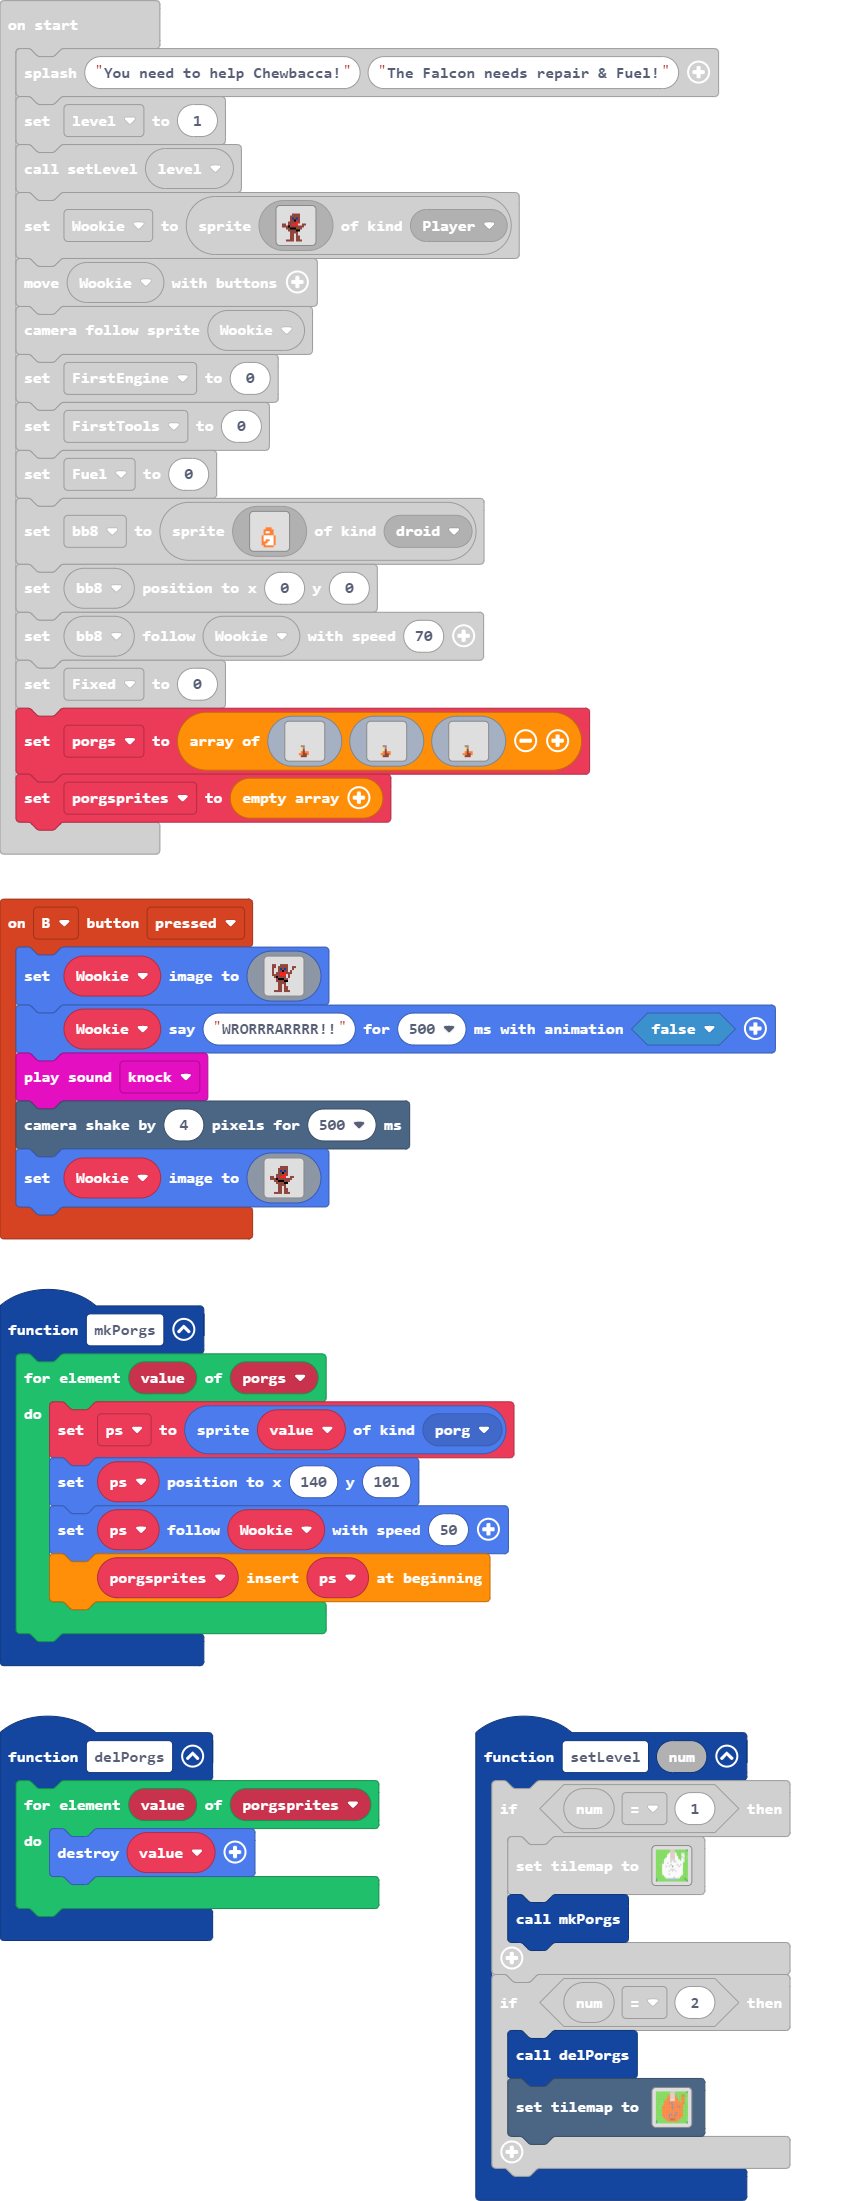 on start
splash "You need to help Chewbacca!" "The Falcon needs repair & Fuel!"
set level to 1
call setLevel level
set Wookie to sprite of kind Player
move Wookie with buttons
camera follow sprite Wookie
set FirstEngine to 0
set FirstTools to 0
set Fuel to 0
set bb8 to sprite of kind droid
set bb8 position to x 0 y 0
set bb8 follow Wookie with speed 70
set Fixed to 0
set porgs to array of
set porgsprites to empty array
on B button pressed
set Wookie image to
Wookie say "WRORRRARRRR!!" for 500 ms with animation false
play sound knock
camera shake by 4 pixels for 500 ms
set Wookie image to
function mkPorgs
for element value of porgs
do
set ps to sprite value of kind porg
set ps position to x 140 y 101
set ps follow Wookie with speed 50
porgsprites insert ps at beginning
function delPorgs
for element value of porgsprites
do
destroy value
function setLevel num
if num = 1 then
set tilemap to
call mkPorgs
if num = 2 then
call delPorgs
set tilemap to